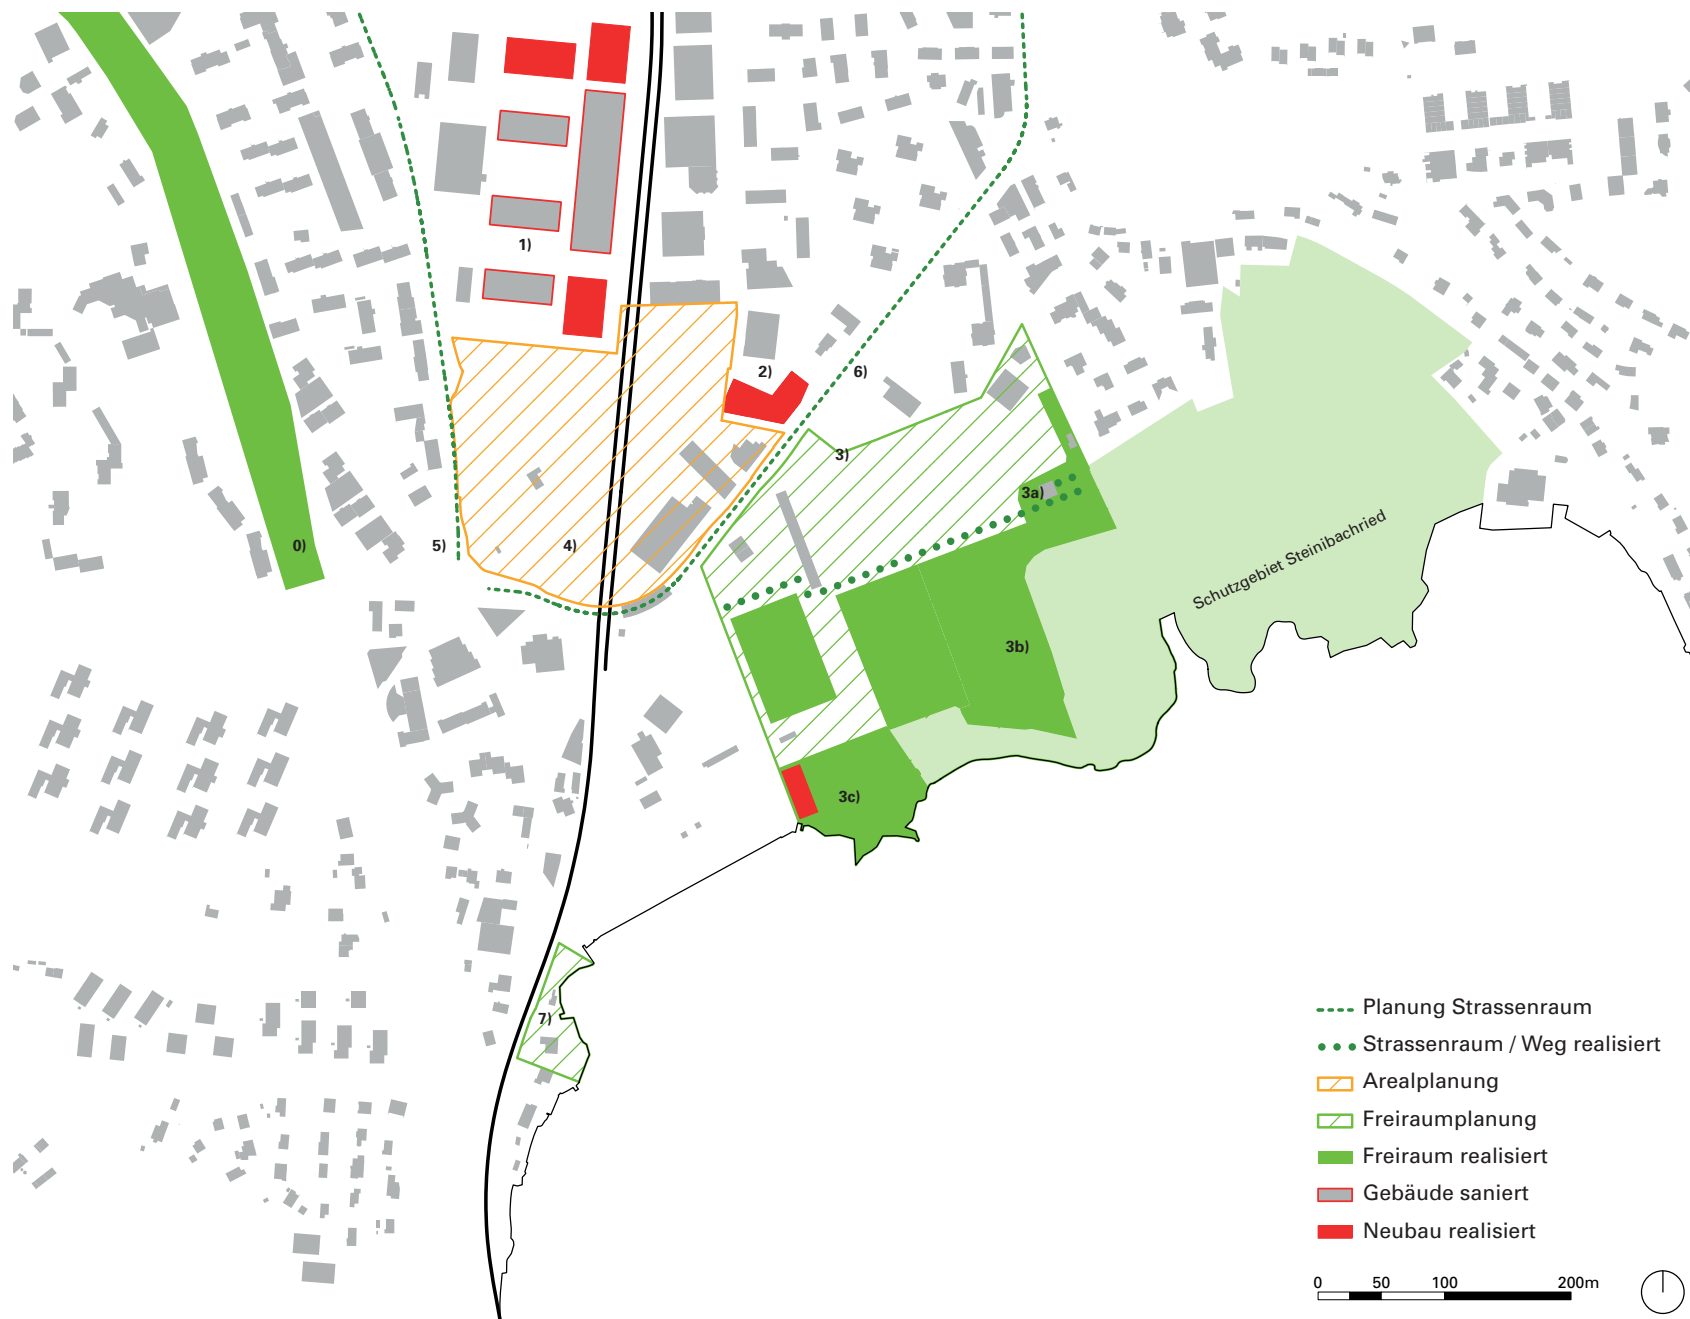 1)
2)
6)
3)
3a)
0)
5)
4)
Schutzgebiet Steinibachried
3b)
3c)
7)
Planung Strassenraum
Strassenraum / Weg realisiert
Arealplanung
Freiraumplanung
Freiraum realisiert
Gebäude saniert
Neubau realisiert
0 50 100 200m